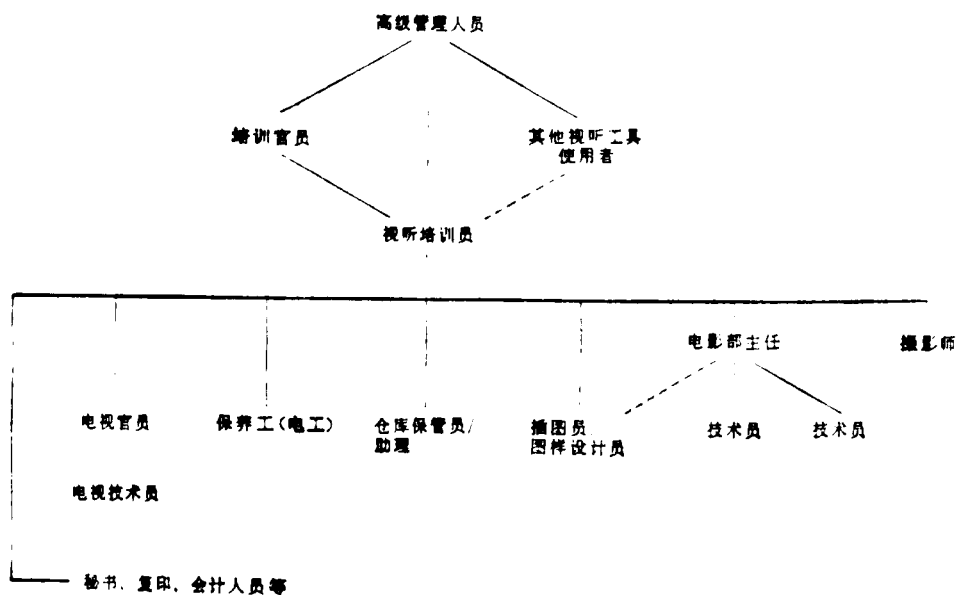 高级管理人员
培训官员
其他视听工具
使用者
视听培训员
电影部主任
摄影师
电视官员
保养工(电工)
仓库保管员/
助理
插图员/
图样设计员
技术员
技术员
电视技术员
秘书、复印、会计人员等